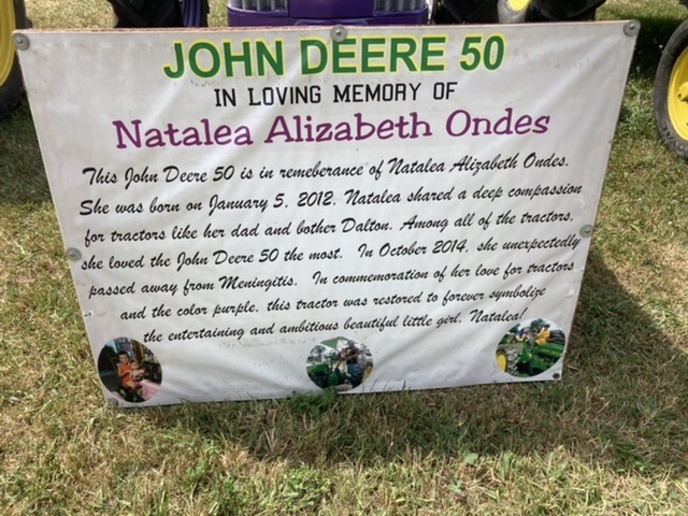 JOHN DEERE 50
IN LOVING MEMORY OF
Natalea Alizabeth Ondes
This John Deere 50 is in remeberance of Natalea Alizabeth Ondes.
She was born on January 5, 2012. Natalea shared a deep compassion
for tractors like her dad and bother Dalton. Among all of the tractors,
she loved the John Deere 50 the most. In October 2014, she unexpectedly
passed away from Meningitis. In commemoration of her love for tractors
and the color purple, this tractor was restored to forever symbolize
the entertaining and ambitious beautiful little girl, Natalea!